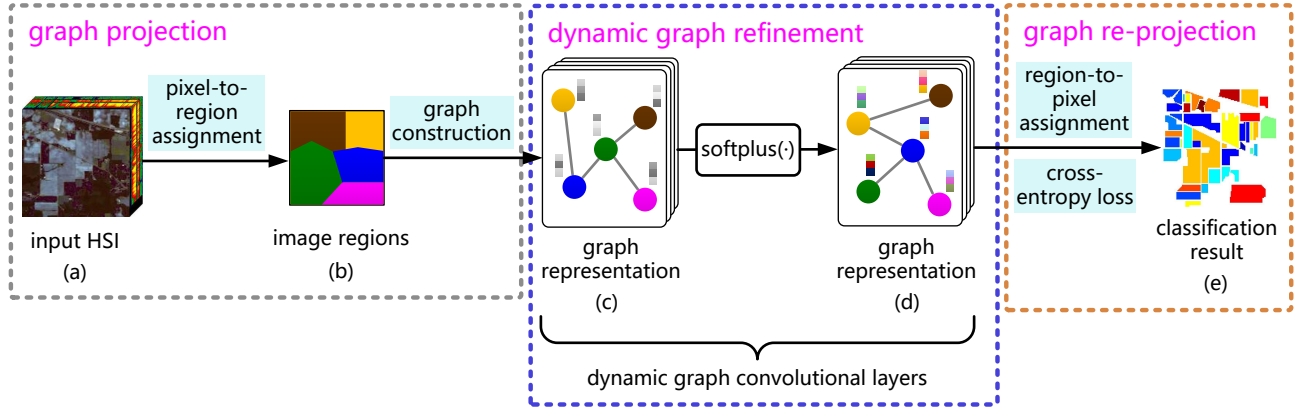 graph projection
pixel-to-
region
assignment
graph
construction
input HSI
(a)
image regions
(b)
dynamic graph refinement
softplus(·)
graph
representation
(c)
graph
representation
(d)
dynamic graph convolutional layers
graph re-projection
region-to-
pixel
assignment
cross-
entropy loss
classification
result
(e)